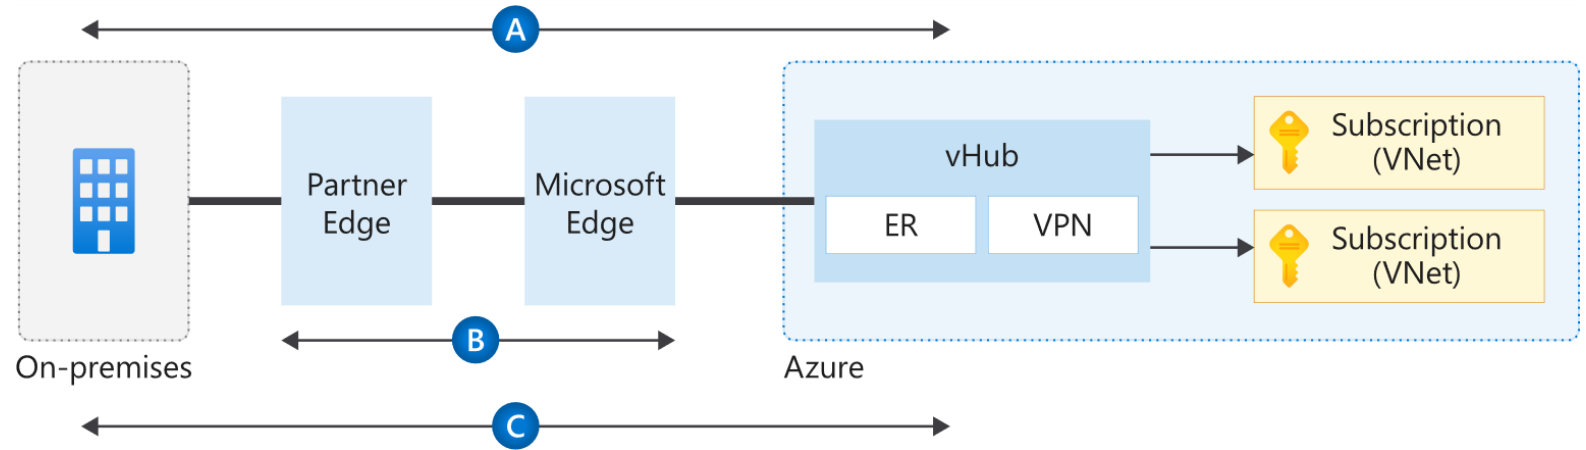 A
Partner
Edge
Microsoft
Edge
vHub
ER
VPN
Subscription
(VNet)
Subscription
(VNet)
B
On-premises
Azure
C